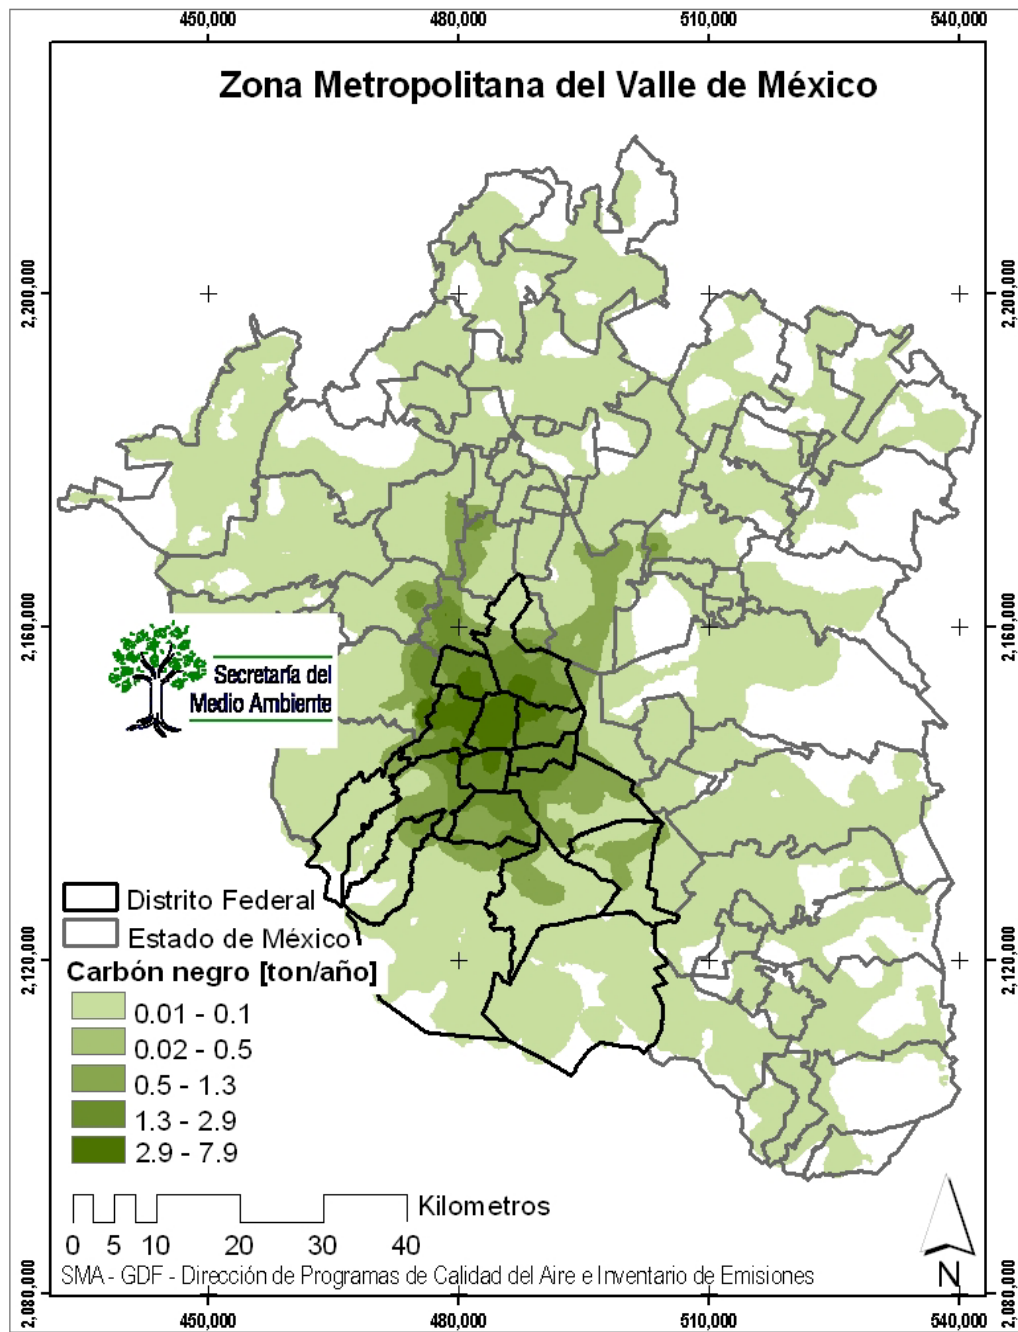 450,000 480,000 510,000 540,000
Zona Metropolitana del Valle de México
2,200,000 2,200,000
2,160,000 2,160,000
Secretaría del
Medio Ambiente
Distrito Federal
Estado de México
2,120,000 2,120,000
Carbón negro [ton/año]
0.01 - 0.1
0.02 - 0.5
0.5 - 1.3
1.3 - 2.9
2.9 - 7.9
Kilometros
0 5 10 20 30 40
SMA - GDF - Dirección de Programas de Calidad del Aire e Inventario de Emisiones
N
2,080,000 2,080,000
450,000 480,000 510,000 540,000